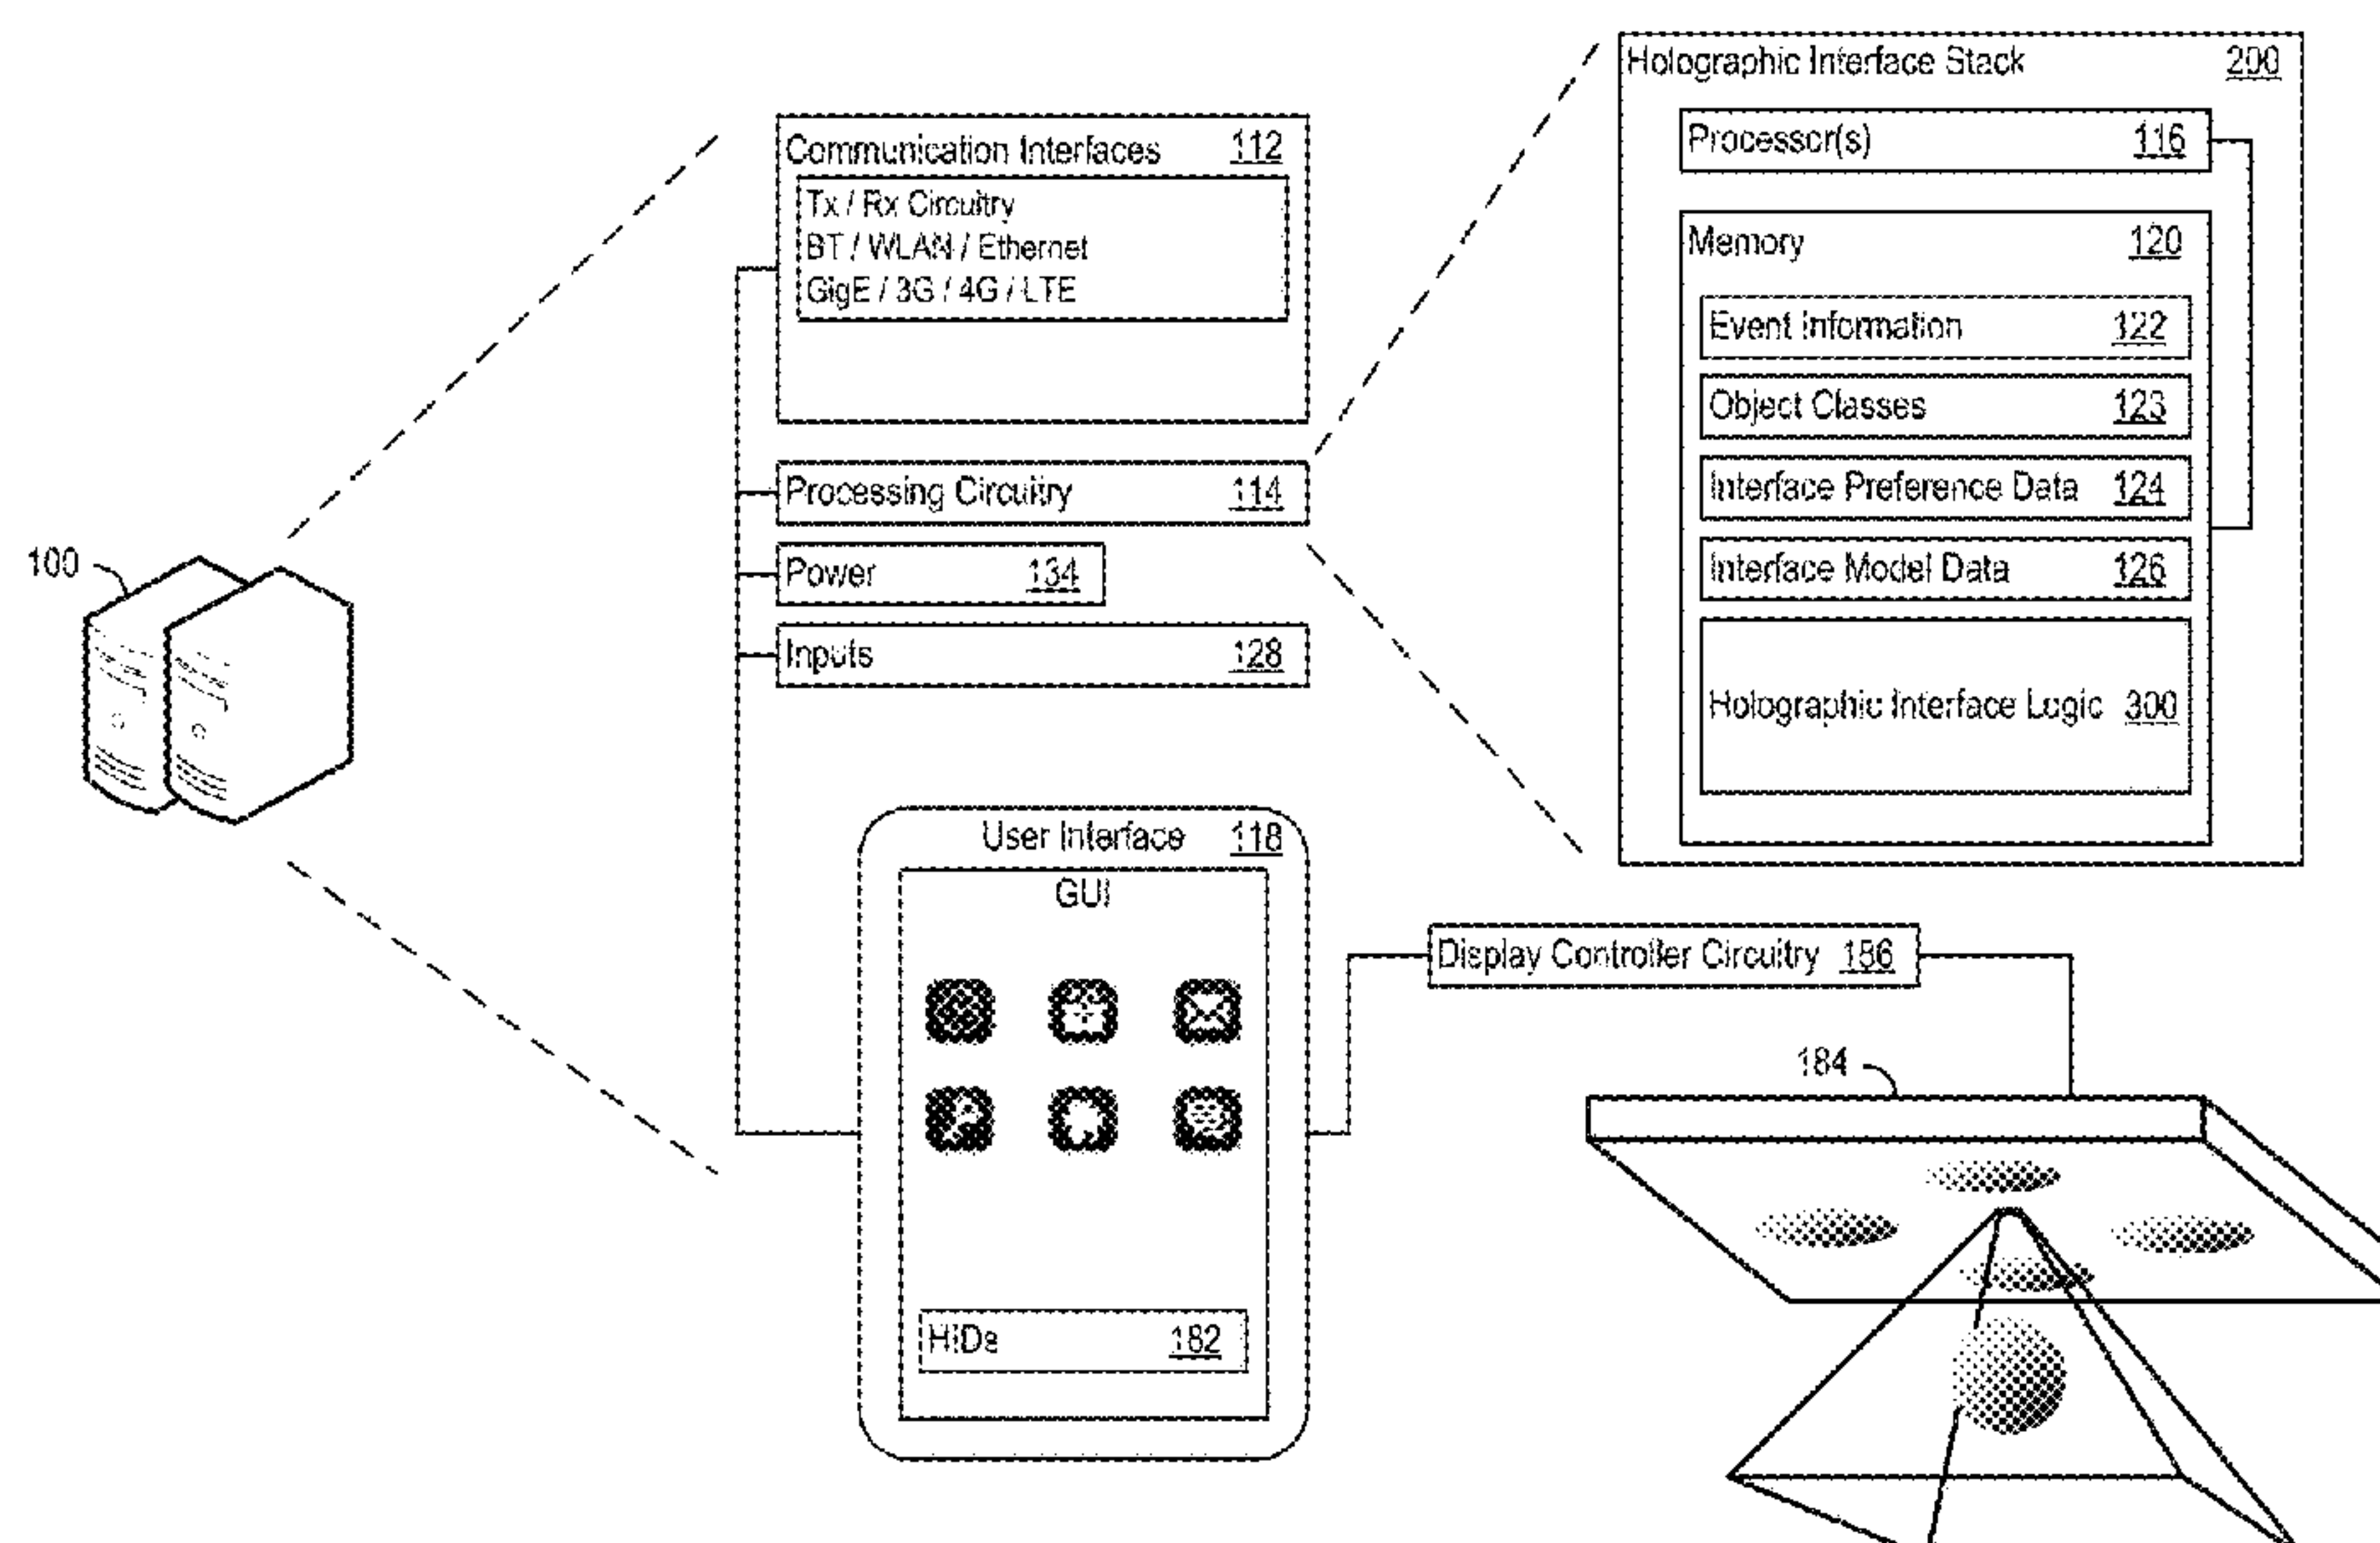 100
Communication Interfaces 112
Tx / Rx Circuitry
BT / WLAN / Ethernet
GigE / 3G / 4G / LTE
Processing Circuitry 114
Power 134
Inputs 128
User Interface 118
GUI
HIDs 182
Holographic Interface Stack 200
Processor(s) 116
Memory 120
Event Information 122
Object Classes 123
Interface Preference Data 124
Interface Model Data 126
Holographic Interface Logic 300
Display Controller Circuitry 186
184